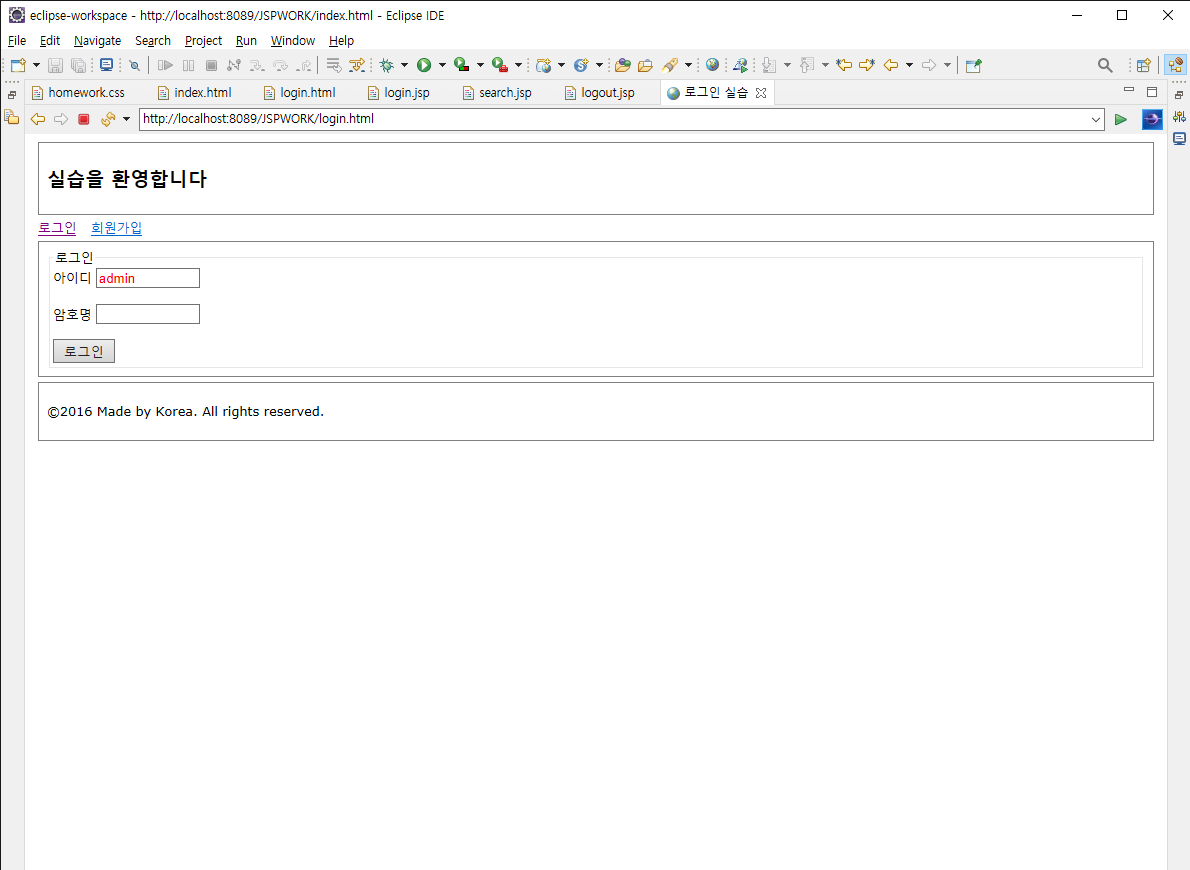 eclipse-workspace - http://localhost:8089/JSPWORK/index.html - Eclipse IDE
File Edit Navigate Search Project Run Window Help
homework.css index.html login.html login.jsp search.jsp logout.jsp 로그인 실습
http://localhost:8089/JSPWORK/login.html
실습을 환영합니다
로그인 회원가입
로그인
아이디 admin
암호명
로그인
©2016 Made by Korea. All rights reserved.